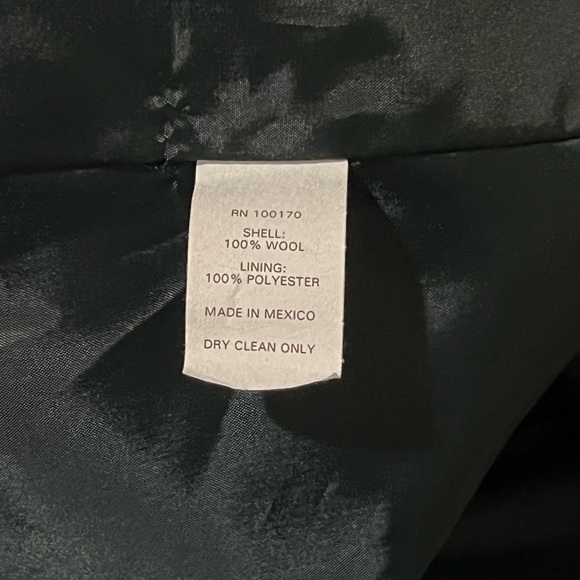 RN 100170
SHELL:
100% WOOL
LINING:
100% POLYESTER
MADE IN MEXICO
DRY CLEAN ONLY